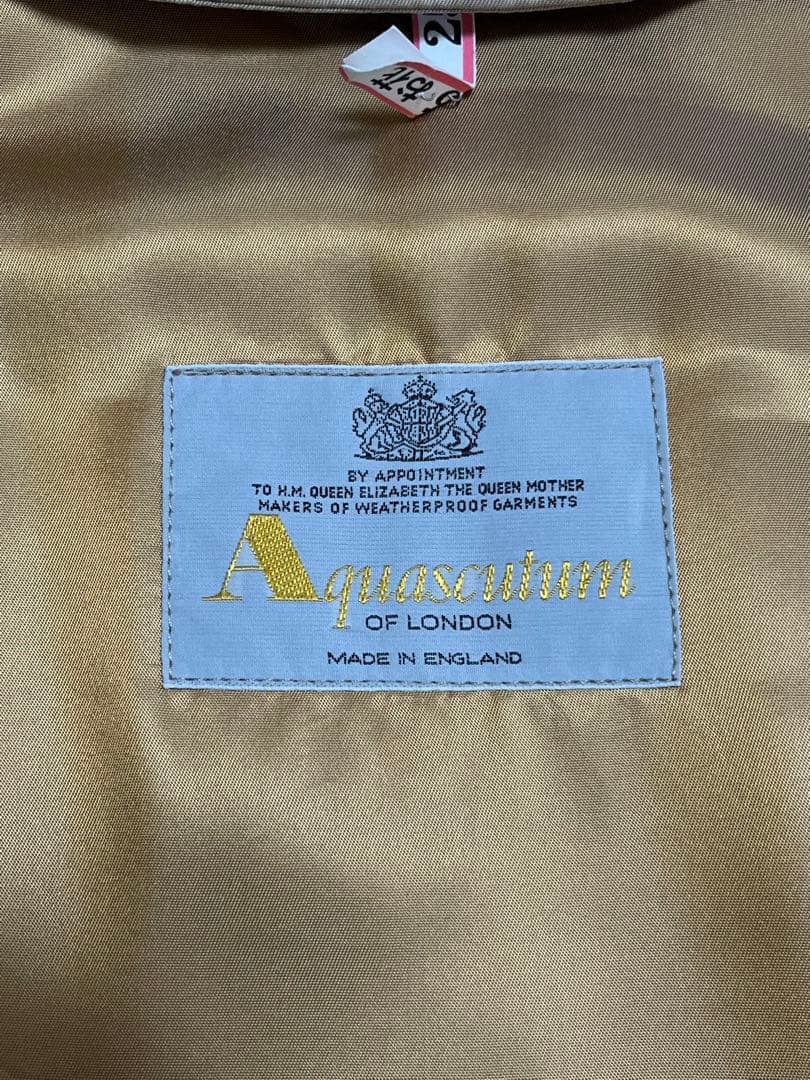 BY APPOINTMENT
TO H.M. QUEEN ELIZABETH THE QUEEN MOTHER
MAKERS OF WEATHERPROOF GARMENTS
Aquascutum
OF LONDON
MADE IN ENGLAND